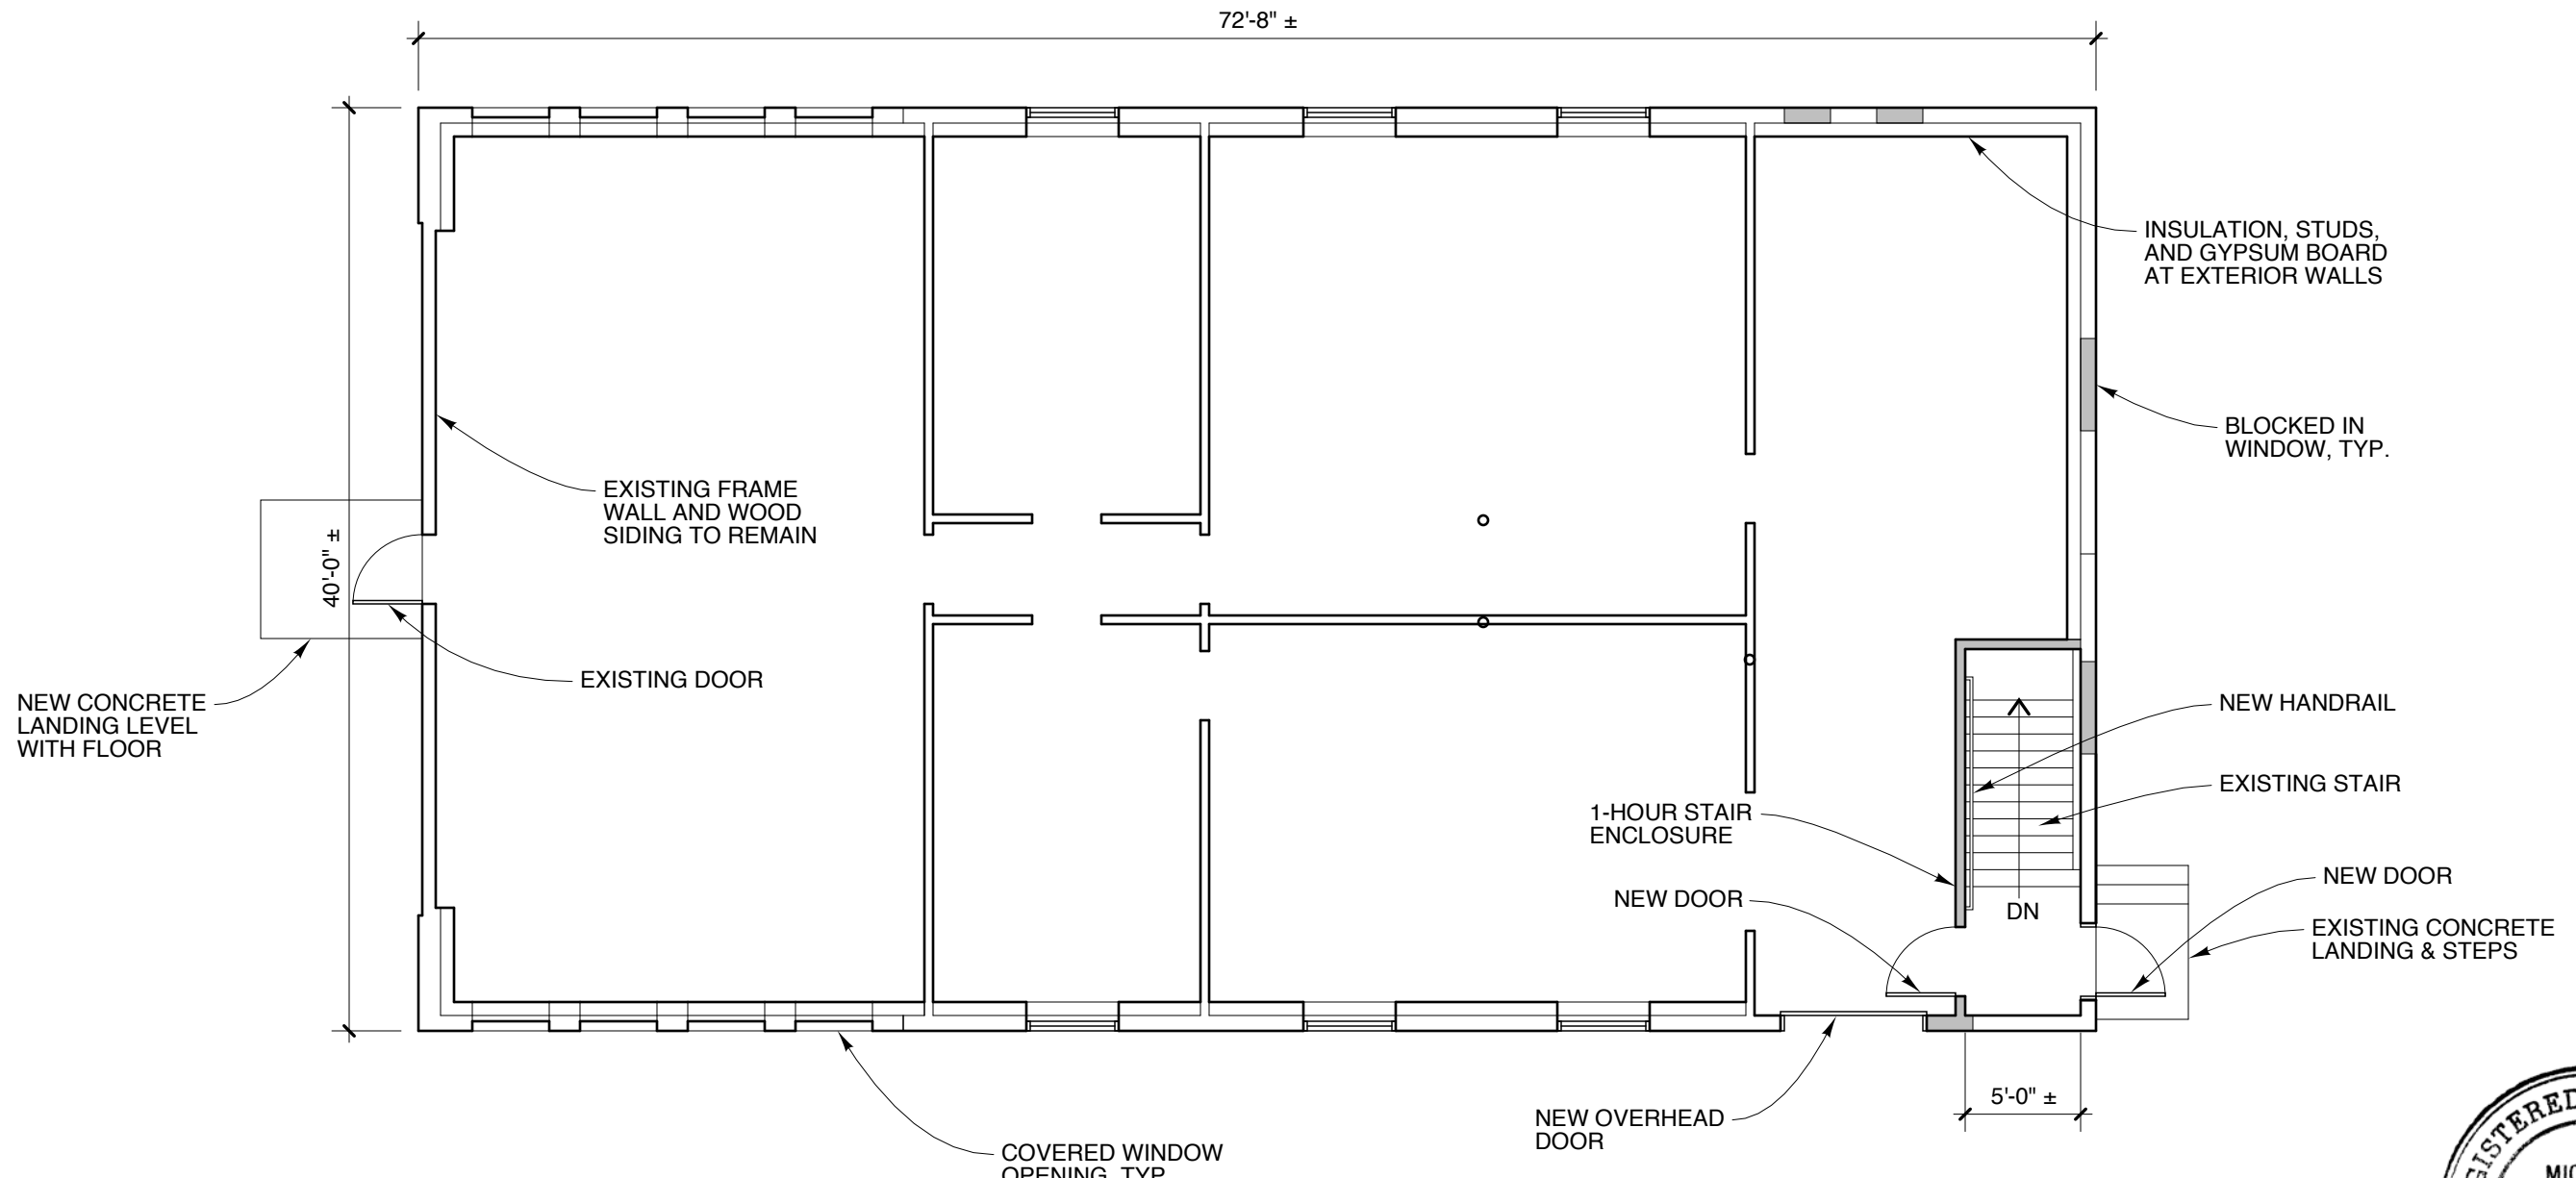 72'-8" ±
INSULATION, STUDS,
AND GYPSUM BOARD
AT EXTERIOR WALLS
BLOCKED IN
WINDOW, TYP.
EXISTING FRAME
WALL AND WOOD
SIDING TO REMAIN
40'-0" ±
EXISTING DOOR
NEW CONCRETE
LANDING LEVEL
WITH FLOOR
NEW HANDRAIL
EXISTING STAIR
1-HOUR STAIR
ENCLOSURE
NEW DOOR
NEW DOOR
DN
EXISTING CONCRETE
LANDING & STEPS
5'-0" ±
NEW OVERHEAD
DOOR
COVERED WINDOW
OPENING, TYP.